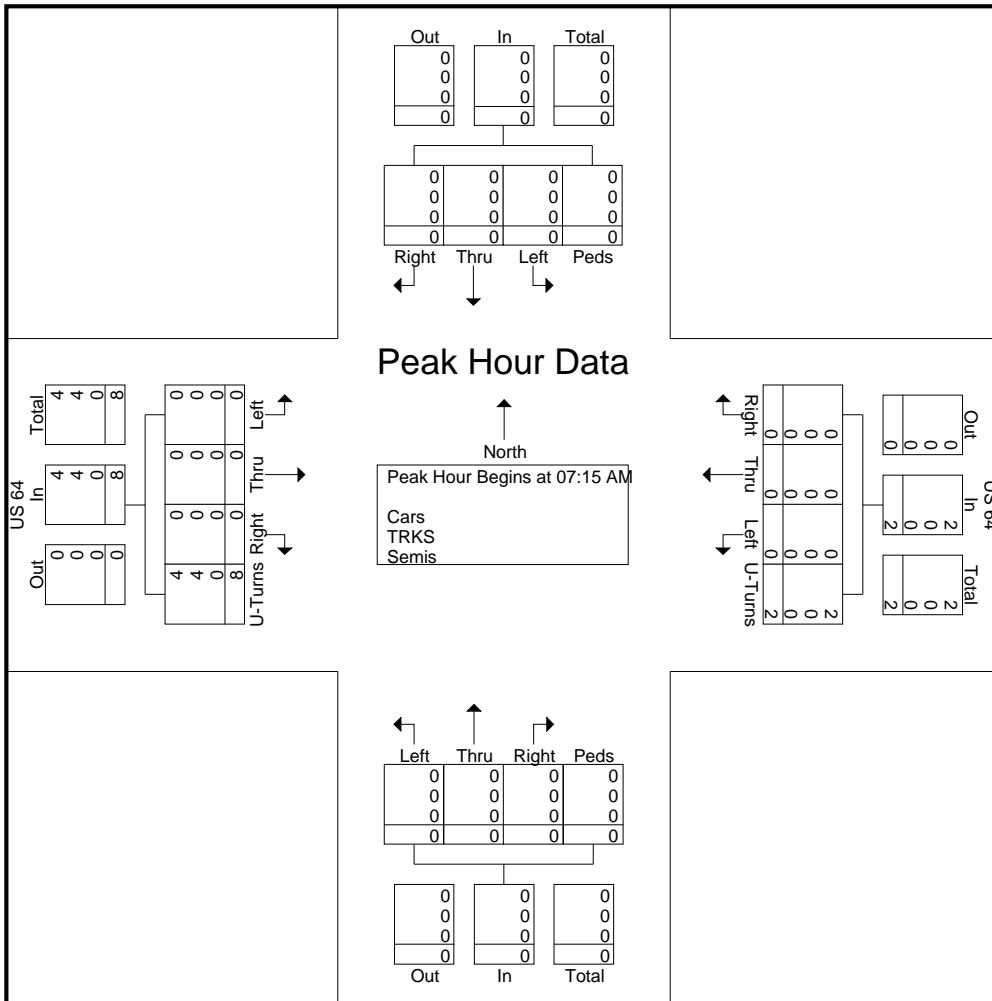 Out In Total
0 0 0
0 0 0
0 0 0
0 0 0
0 0 0 0
0 0 0 0
0 0 0 0
0 0 0 0
Right Thru Left Peds
Peak Hour Data
North
Peak Hour Begins at 07:15 AM
Cars
TRKS
Semis
US 64
Out In Total
0 4 4
0 4 4
0 0 0
0 8 8
4 0 0 0
4 0 0 0
0 0 0 0
8 0 0 0
U-Turns Right Thru Left
US 64
Out In Total
0 2 2
0 0 0
0 0 0
0 2 2
0 0 0 2
0 0 0 0
0 0 0 0
0 0 0 2
Right Thru Left U-Turns
Left Thru Right Peds
0 0 0 0
0 0 0 0
0 0 0 0
0 0 0 0
0 0 0
0 0 0
0 0 0
0 0 0
Out In Total